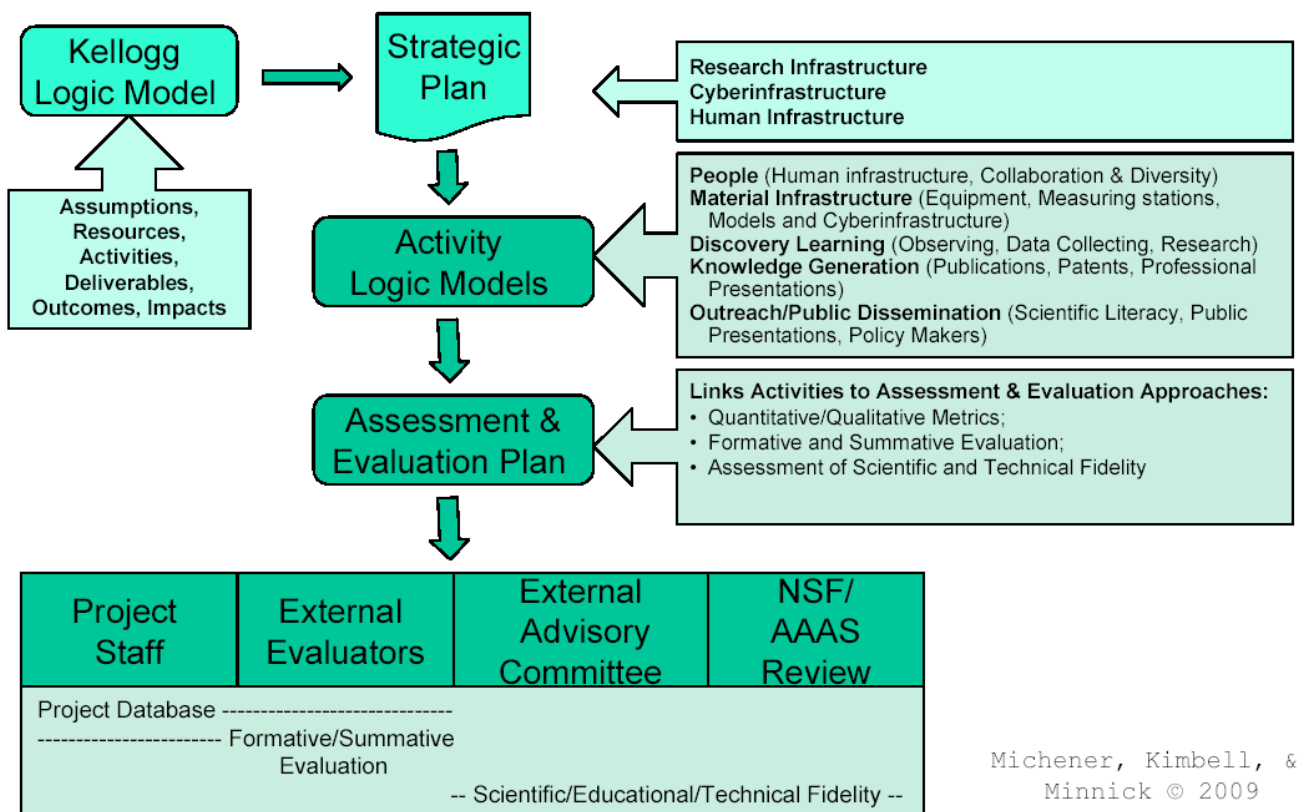 Kellogg
Logic Model
Strategic
Plan
Research Infrastructure
Cyberinfrastructure
Human Infrastructure
Assumptions,
Resources,
Activities,
Deliverables,
Outcomes, Impacts
Activity
Logic Models
People (Human infrastructure, Collaboration & Diversity)
Material Infrastructure (Equipment, Measuring stations,
Models and Cyberinfrastructure)
Discovery Learning (Observing, Data Collecting, Research)
Knowledge Generation (Publications, Patents, Professional
Presentations)
Outreach/Public Dissemination (Scientific Literacy, Public
Presentations, Policy Makers)
Assessment &
Evaluation Plan
Links Activities to Assessment & Evaluation Approaches:
• Quantitative/Qualitative Metrics;
• Formative and Summative Evaluation;
• Assessment of Scientific and Technical Fidelity
Project
Staff
External
Evaluators
External
Advisory
Committee
NSF/
AAAS
Review
Project Database ------------------------------
------------------------ Formative/Summative
Evaluation
-- Scientific/Educational/Technical Fidelity --
Michener, Kimbell, &
Minnick © 2009